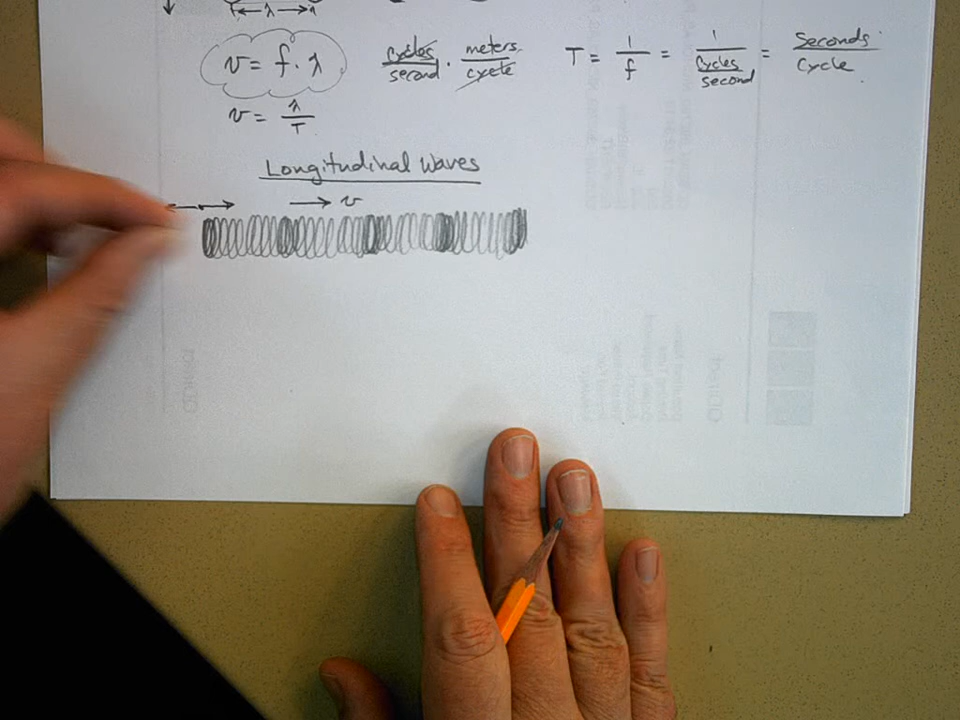 λ
v = f · λ
cycles/second · meters/cycle
T = 1/f = 1/(cycles/second) = Seconds/Cycle
v = λ/T
Longitudinal Waves
v